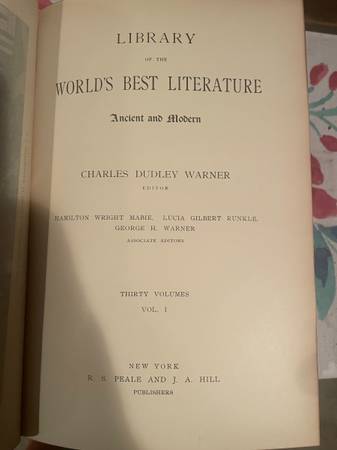 LIBRARY
OF THE
WORLD'S BEST LITERATURE
Ancient and Modern
CHARLES DUDLEY WARNER
EDITOR
HAMILTON WRIGHT MABIE, LUCIA GILBERT RUNKLE,
GEORGE H. WARNER
ASSOCIATE EDITORS
THIRTY VOLUMES
VOL. I
NEW YORK
R. S. PEALE AND J. A. HILL
PUBLISHERS